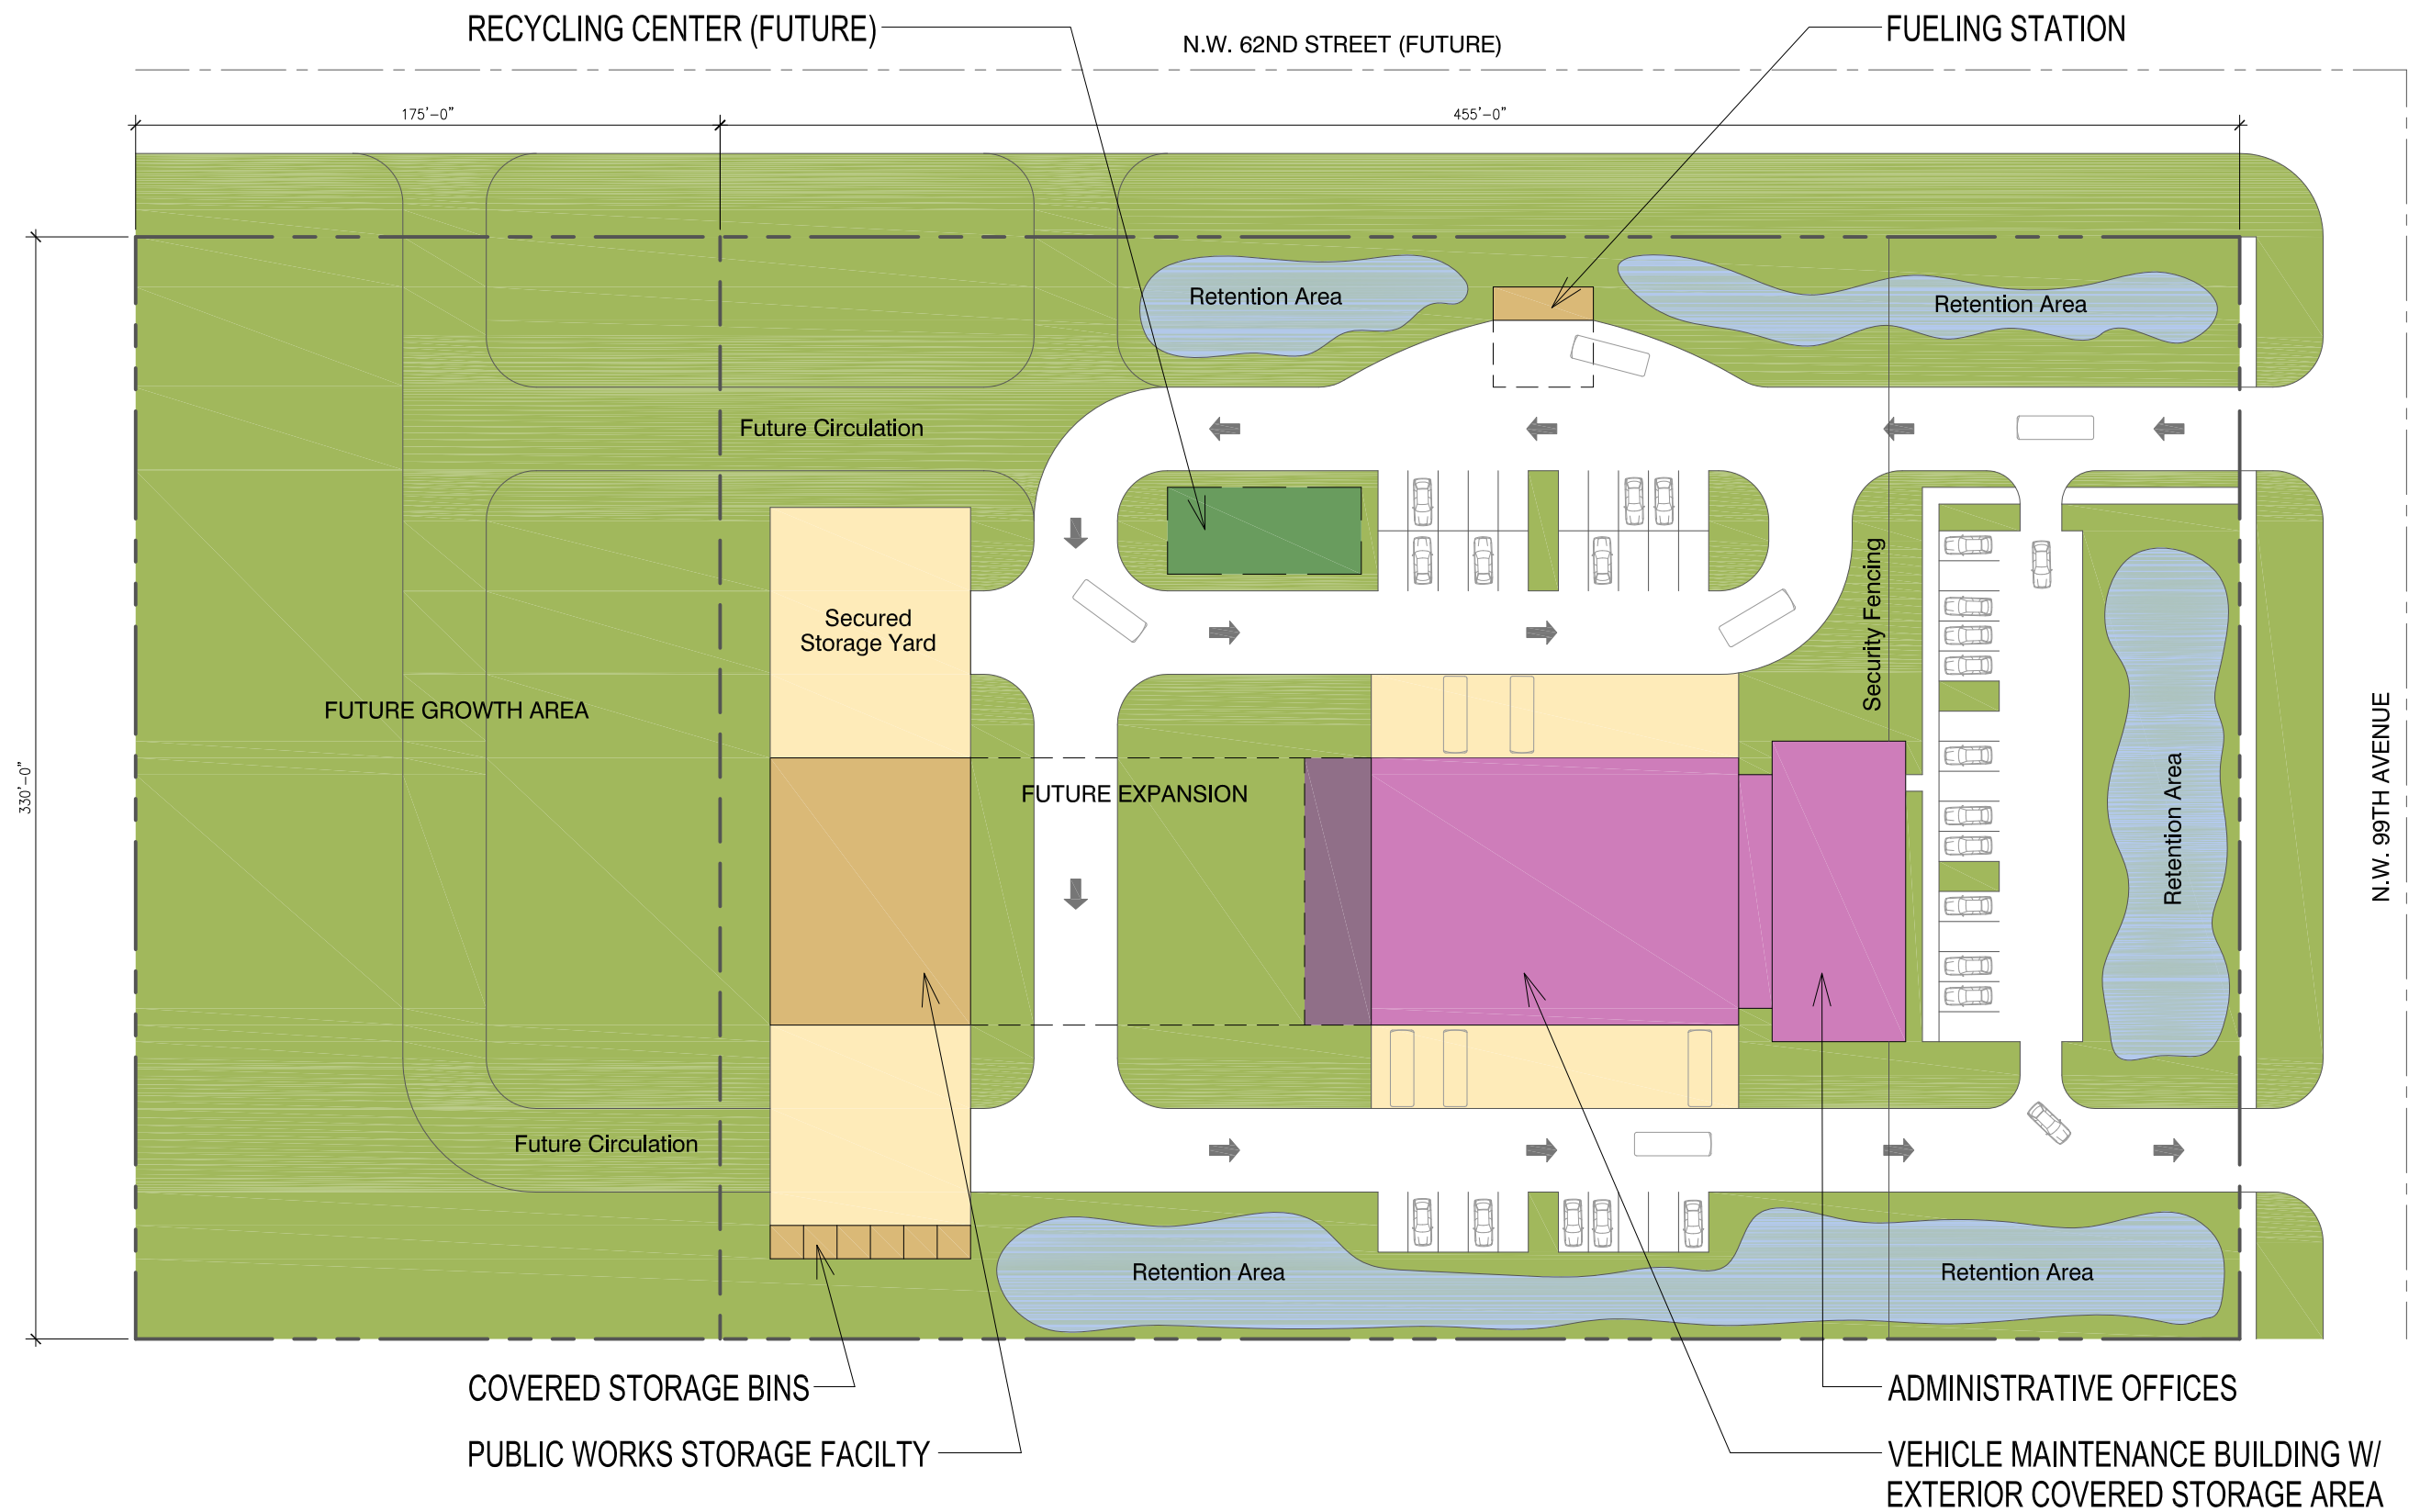 RECYCLING CENTER (FUTURE)
N.W. 62ND STREET (FUTURE)
FUELING STATION
175'-0"
455'-0"
Retention Area
Retention Area
Future Circulation
Secured
Storage Yard
Security Fencing
FUTURE GROWTH AREA
FUTURE EXPANSION
330'-0"
Retention Area
N.W. 99TH AVENUE
Future Circulation
Retention Area
Retention Area
COVERED STORAGE BINS
ADMINISTRATIVE OFFICES
PUBLIC WORKS STORAGE FACILTY
VEHICLE MAINTENANCE BUILDING W/
EXTERIOR COVERED STORAGE AREA